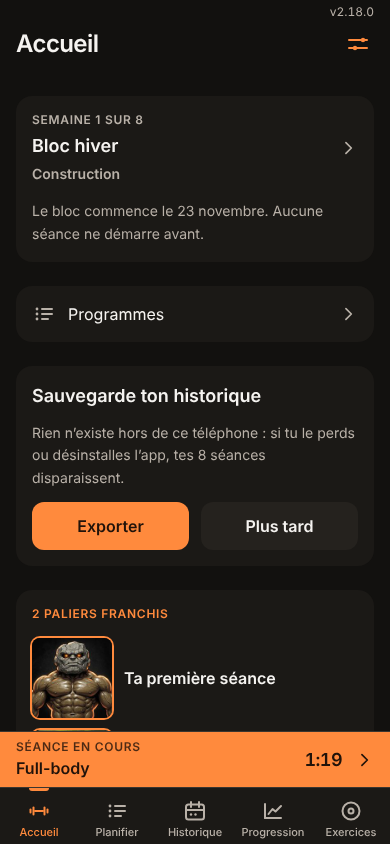 v2.18.0
Accueil
SEMAINE 1 SUR 8
Bloc hiver
Construction
Le bloc commence le 23 novembre. Aucune
séance ne démarre avant.
Programmes
Sauvegarde ton historique
Rien n’existe hors de ce téléphone : si tu le perds
ou désinstalles l’app, tes 8 séances
disparaissent.
Exporter
Plus tard
2 PALIERS FRANCHIS
Ta première séance
SÉANCE EN COURS
Full-body
1:19
Accueil
Planifier
Historique
Progression
Exercices